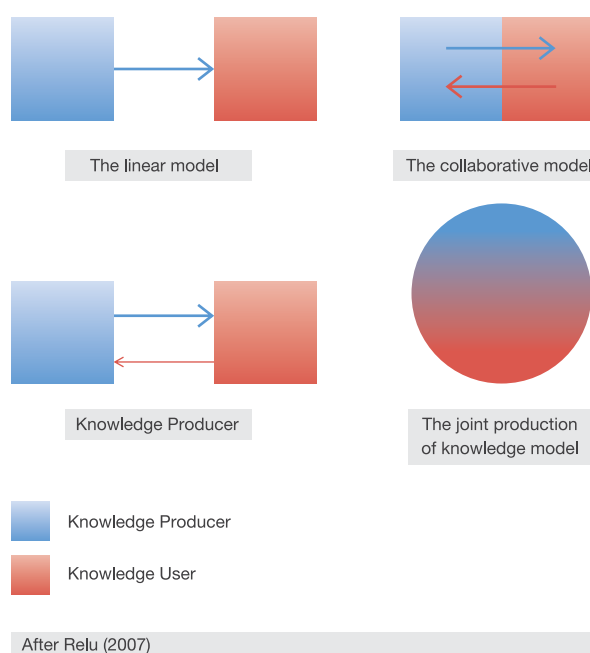 The linear model
The collaborative model
Knowledge Producer
The joint production
of knowledge model
Knowledge Producer
Knowledge User
After Relu (2007)